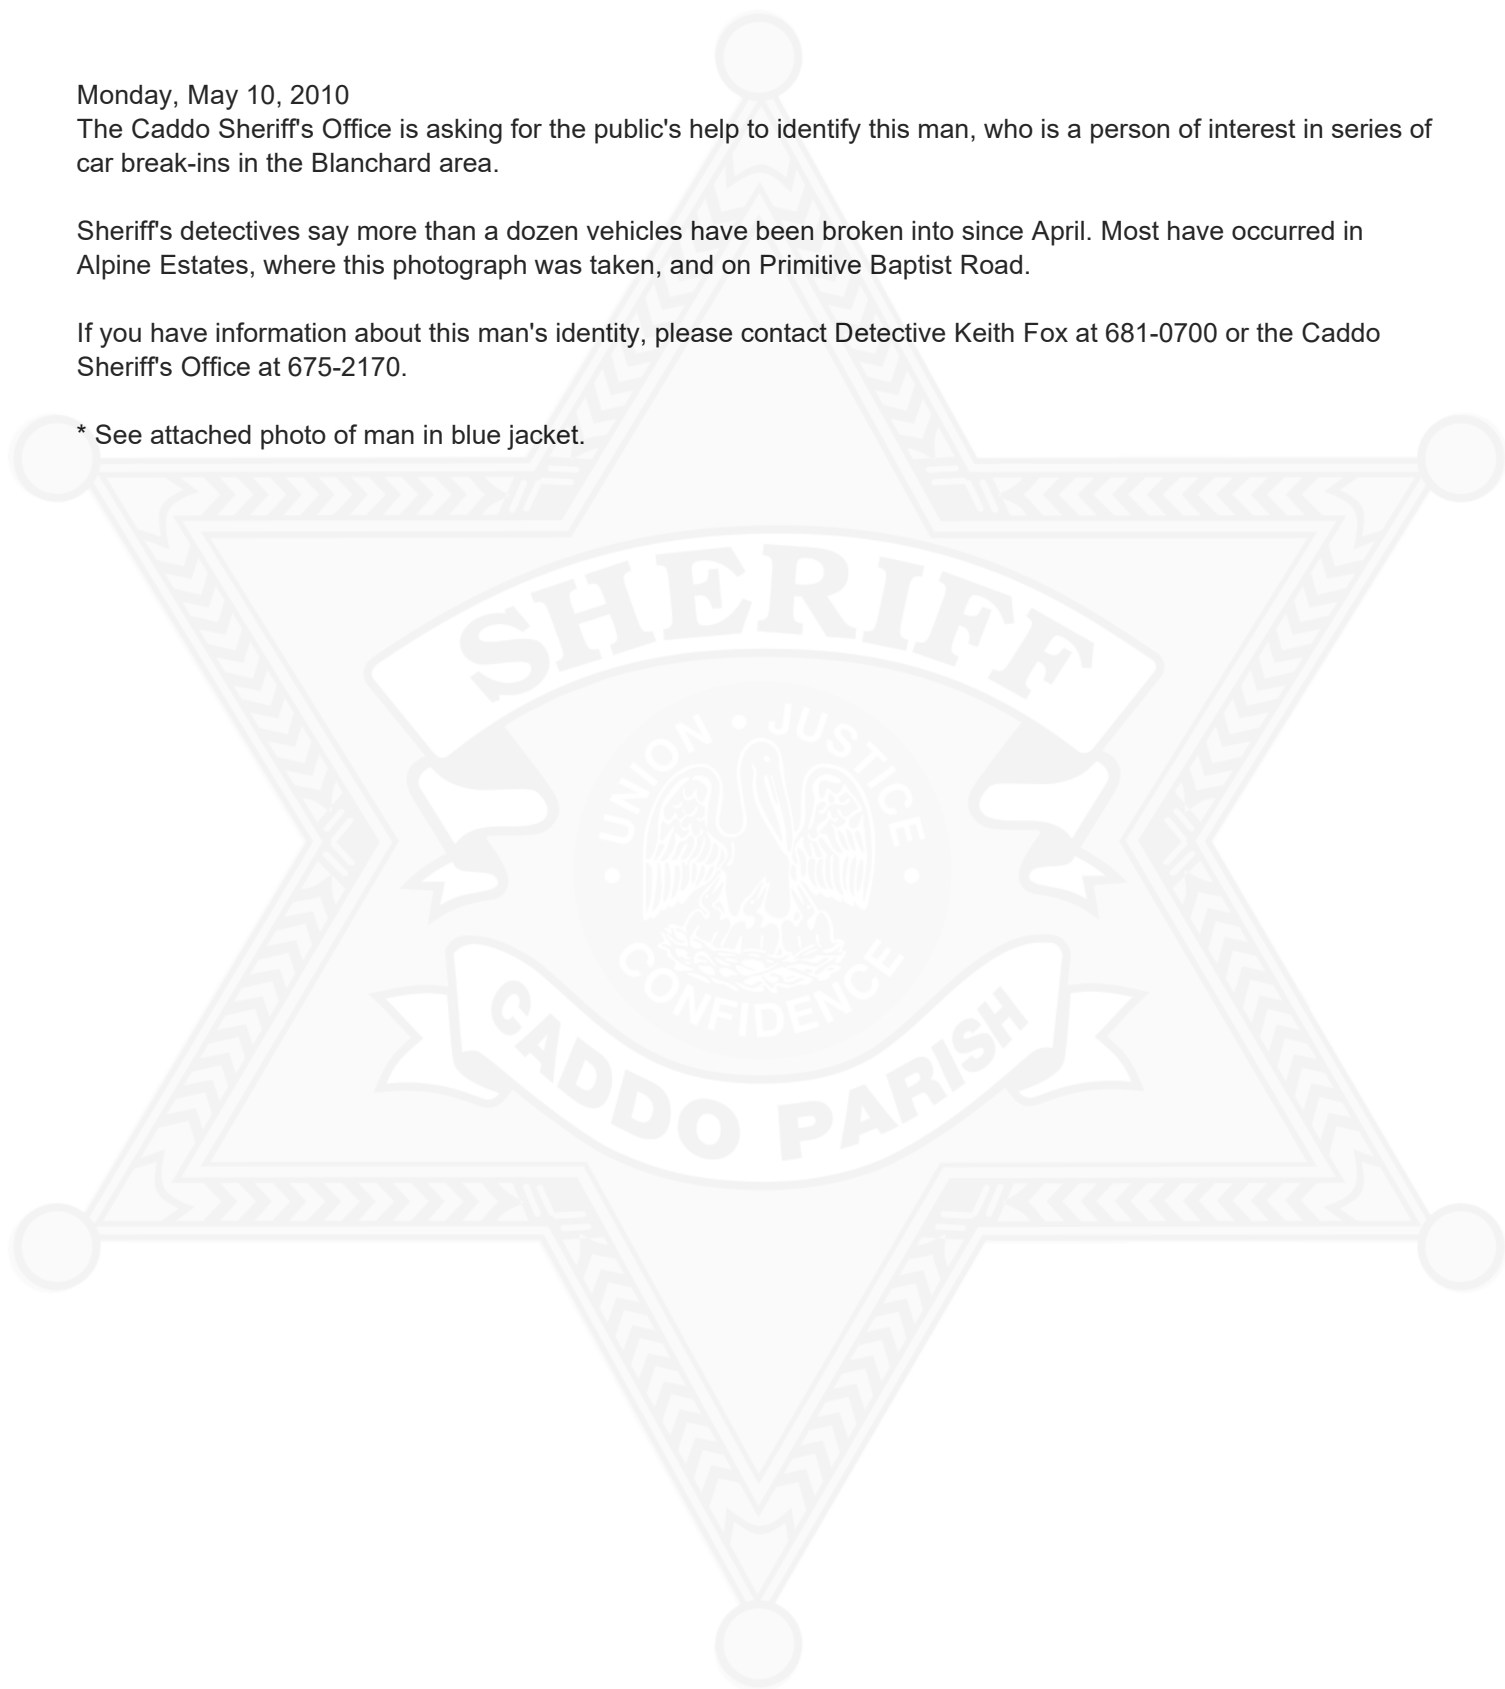 Monday, May 10, 2010
The Caddo Sheriff's Office is asking for the public's help to identify this man, who is a person of interest in series of
car break-ins in the Blanchard area.
Sheriff's detectives say more than a dozen vehicles have been broken into since April. Most have occurred in
Alpine Estates, where this photograph was taken, and on Primitive Baptist Road.
If you have information about this man's identity, please contact Detective Keith Fox at 681-0700 or the Caddo
Sheriff's Office at 675-2170.
* See attached photo of man in blue jacket.
SHERIFF
UNION • JUSTICE
• CONFIDENCE •
CADDO PARISH